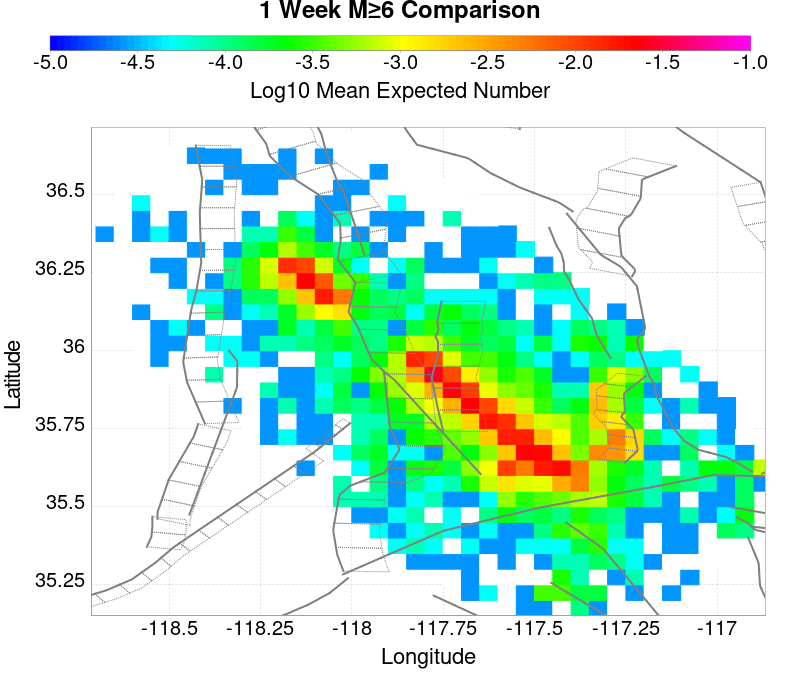 1 Week M≥6 Comparison
-5.0 -4.5 -4.0 -3.5 -3.0 -2.5 -2.0 -1.5 -1.0
Log10 Mean Expected Number
36.5
36.25
36
35.75
35.5
35.25
Latitude
-118.5 -118.25 -118 -117.75 -117.5 -117.25 -117
Longitude